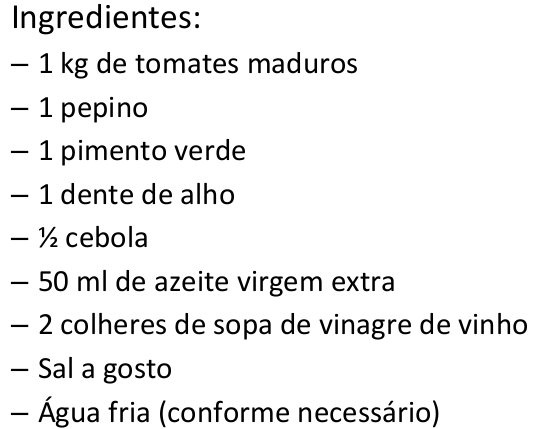 Ingredientes:
– 1 kg de tomates maduros
– 1 pepino
– 1 pimento verde
– 1 dente de alho
– ½ cebola
– 50 ml de azeite virgem extra
– 2 colheres de sopa de vinagre de vinho
– Sal a gosto
– Água fria (conforme necessário)